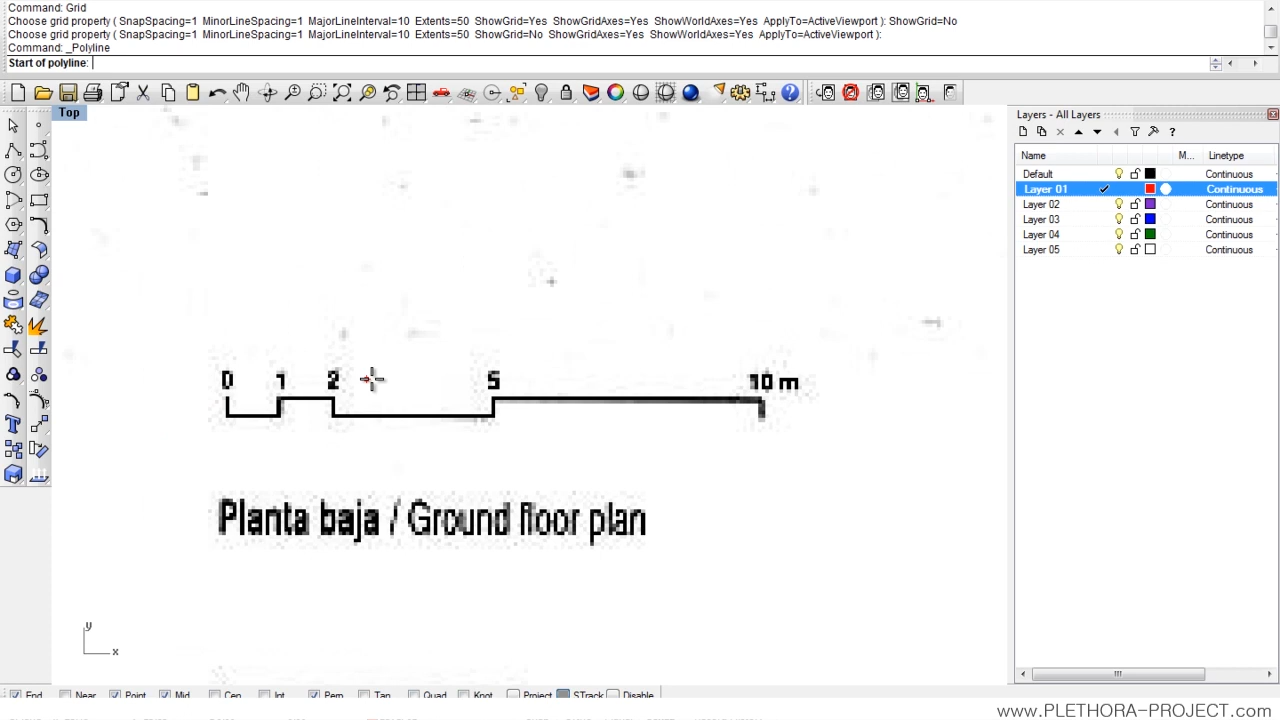 Command: Grid
Choose grid property ( SnapSpacing=1 MinorLineSpacing=1 MajorLineInterval=10 Extents=50 ShowGrid=Yes ShowGridAxes=Yes ShowWorldAxes=Yes ApplyTo=ActiveViewport ): ShowGrid=No
Choose grid property ( SnapSpacing=1 MinorLineSpacing=1 MajorLineInterval=10 Extents=50 ShowGrid=No ShowGridAxes=Yes ShowWorldAxes=Yes ApplyTo=ActiveViewport ):
Command: _Polyline
Start of polyline:
Top
Layers - All Layers
Name M... Linetype
Default Continuous
Layer 01 Continuous
Layer 02 Continuous
Layer 03 Continuous
Layer 04 Continuous
Layer 05 Continuous
0 1 2 5 10 m
Planta baja / Ground floor plan
y
x
End Near Point Mid Cen Int Perp Tan Quad Knot Project STrack Disable
www.PLETHORA-PROJECT.com